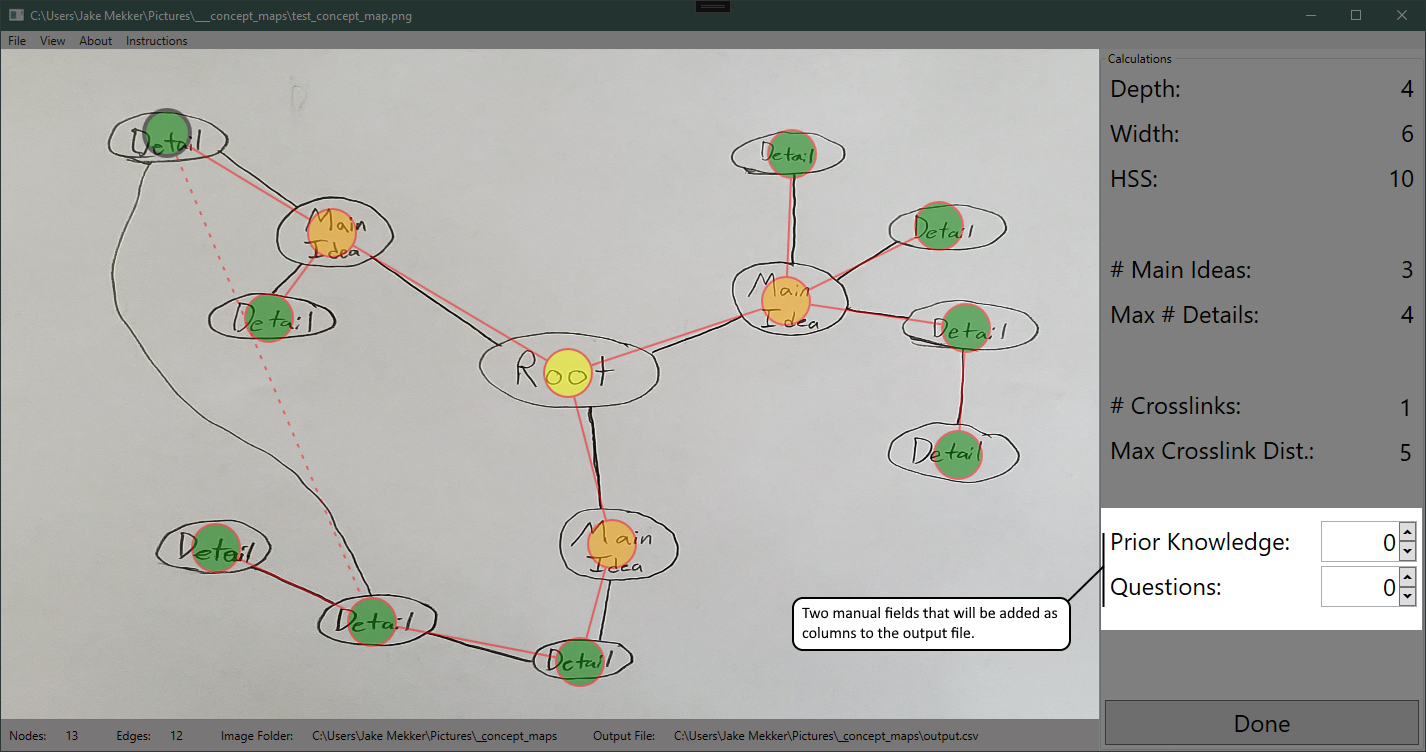 C:\Users\Jake Mekker\Pictures\__concept_maps\test_concept_map.png
File View About Instructions
Calculations
Depth: 4
Width: 6
HSS: 10
# Main Ideas: 3
Max # Details: 4
# Crosslinks: 1
Max Crosslink Dist.: 5
Prior Knowledge: 0
Questions: 0
Done
Detail
Main
Idea
Detail
Detail
Detail
Main
Idea
Detail
Detail
Root
Main
Idea
Detail
Detail
Detail
Two manual fields that will be added as
columns to the output file.
Nodes: 13 Edges: 12 Image Folder: C:\Users\Jake Mekker\Pictures\_concept_maps Output File: C:\Users\Jake Mekker\Pictures\_concept_maps\output.csv